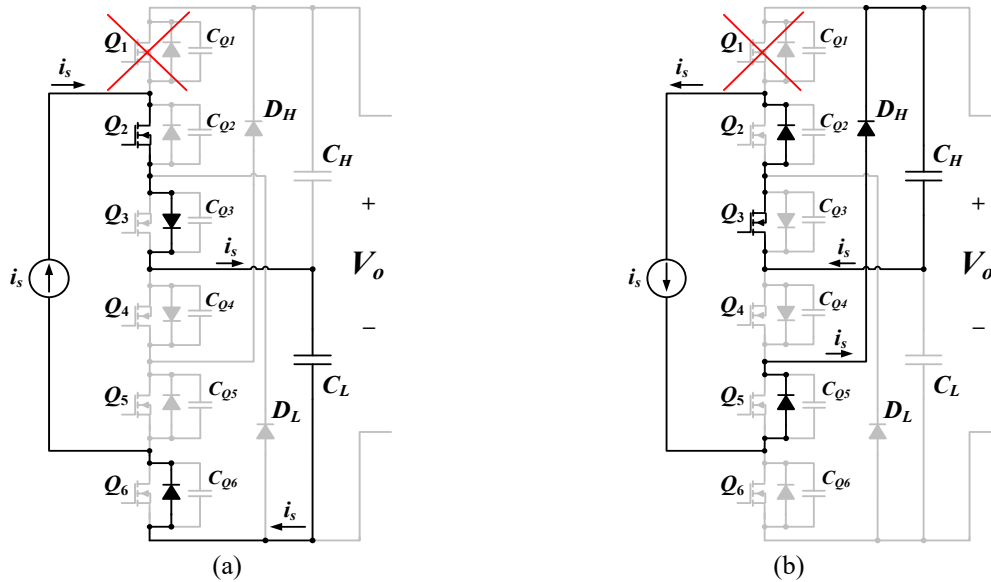 Q1
CQ1
is
Q2
CQ2
DH
CH
Q3
CQ3
+
is
Vo
is
Q4
CQ4
−
CL
Q5
CQ5
DL
Q6
CQ6
is
(a)
Q1
CQ1
is
Q2
CQ2
DH
CH
Q3
CQ3
+
is
Vo
is
Q4
CQ4
−
is
CL
Q5
CQ5
DL
Q6
CQ6
(b)